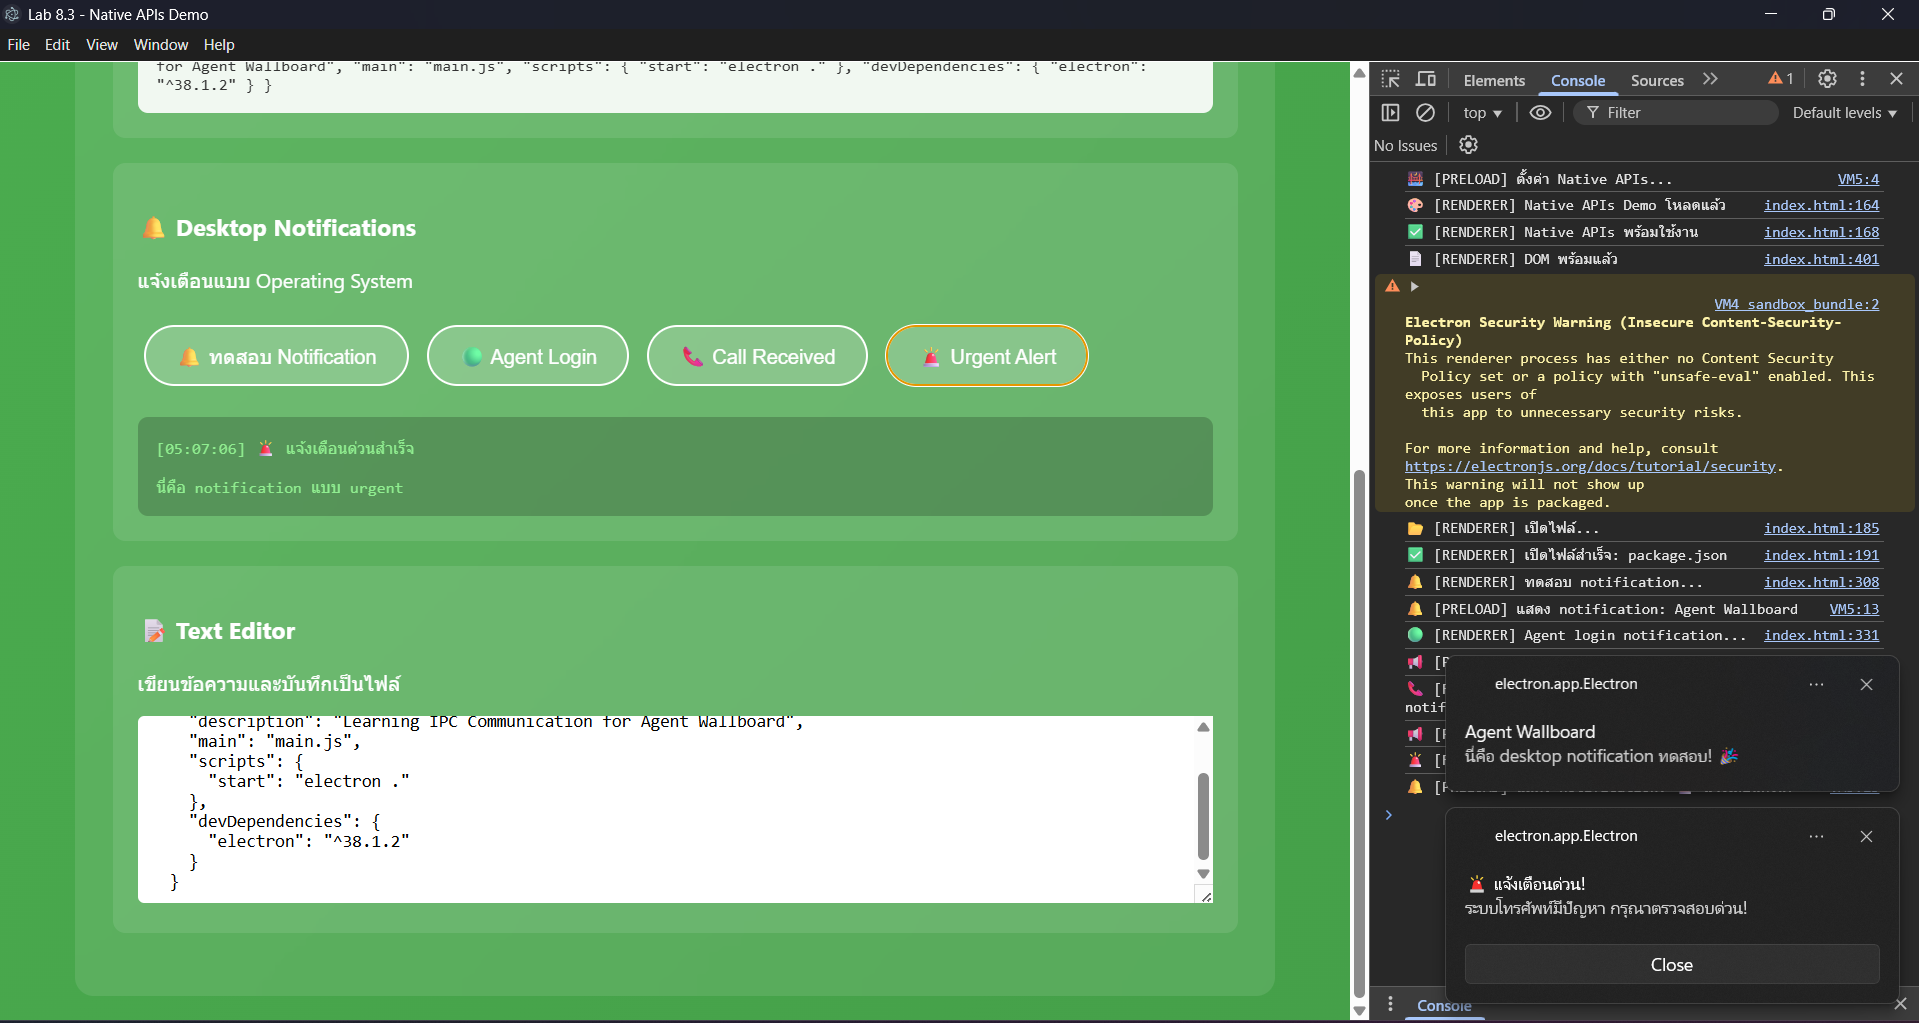 Lab 8.3 - Native APIs Demo
File Edit View Window Help
for Agent Wallboard", "main": "main.js", "scripts": { "start": "electron ." }, "devDependencies": { "electron":
"^38.1.2" } }
🔔 Desktop Notifications
แจ้งเตือนแบบ Operating System
🔔 ทดสอบ Notification
🟢 Agent Login
📞 Call Received
🚨 Urgent Alert
[05:07:06] 🚨 แจ้งเตือนด่วนสำเร็จ
นี่คือ notification แบบ urgent
📝 Text Editor
เขียนข้อความและบันทึกเป็นไฟล์
"description": "Learning IPC Communication for Agent Wallboard",
"main": "main.js",
"scripts": {
"start": "electron ."
},
"devDependencies": {
"electron": "^38.1.2"
}
}
Elements Console Sources 1
top Filter Default levels
No Issues
[PRELOAD] ตั้งค่า Native APIs... VM5:4
🎨 [RENDERER] Native APIs Demo โหลดแล้ว index.html:164
✅ [RENDERER] Native APIs พร้อมใช้งาน index.html:168
📄 [RENDERER] DOM พร้อมแล้ว index.html:401
VM4 sandbox_bundle:2
Electron Security Warning (Insecure Content-Security-
Policy)
This renderer process has either no Content Security
Policy set or a policy with "unsafe-eval" enabled. This
exposes users of
this app to unnecessary security risks.
For more information and help, consult
https://electronjs.org/docs/tutorial/security.
This warning will not show up
once the app is packaged.
📂 [RENDERER] เปิดไฟล์... index.html:185
✅ [RENDERER] เปิดไฟล์สำเร็จ: package.json index.html:191
🔔 [RENDERER] ทดสอบ notification... index.html:308
🔔 [PRELOAD] แสดง notification: Agent Wallboard VM5:13
🟢 [RENDERER] Agent login notification... index.html:331
electron.app.Electron
Agent Wallboard
นี่คือ desktop notification ทดสอบ! 🎉
electron.app.Electron
🚨 แจ้งเตือนด่วน!
ระบบโทรศัพท์มีปัญหา กรุณาตรวจสอบด่วน!
Close
Console